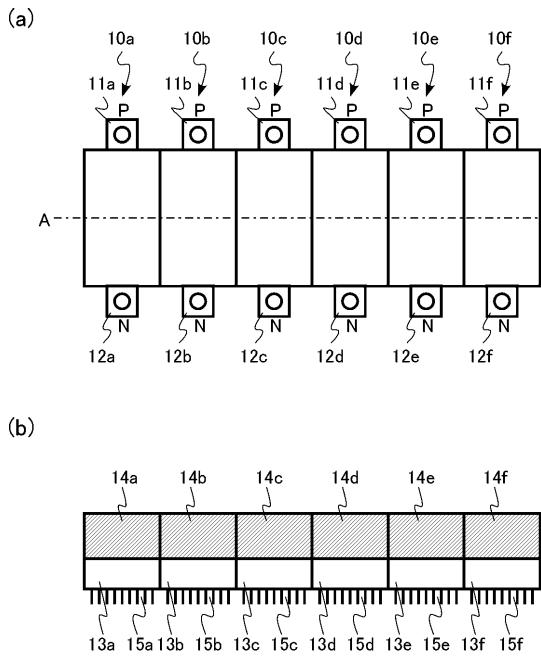 (a)
10a 10b 10c 10d 10e 10f
11a 11b 11c 11d 11e 11f
P P P P P P
A
N N N N N N
12a 12b 12c 12d 12e 12f
(b)
14a 14b 14c 14d 14e 14f
13a 15a 13b 15b 13c 15c 13d 15d 13e 15e 13f 15f